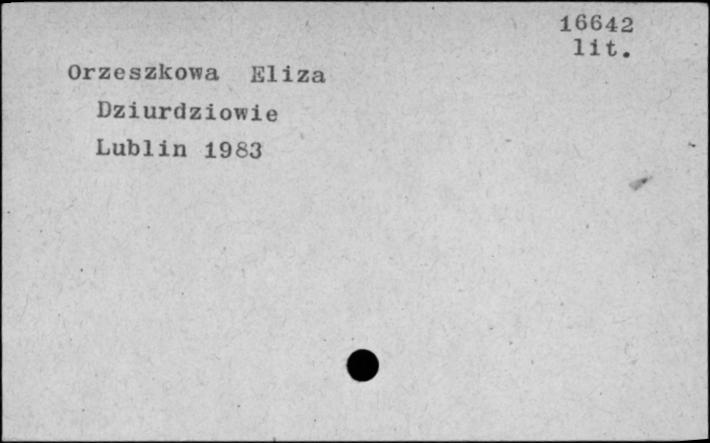 16642
lit.
Orzeszkowa Eliza
Dziurdziowie
Lublin 1983